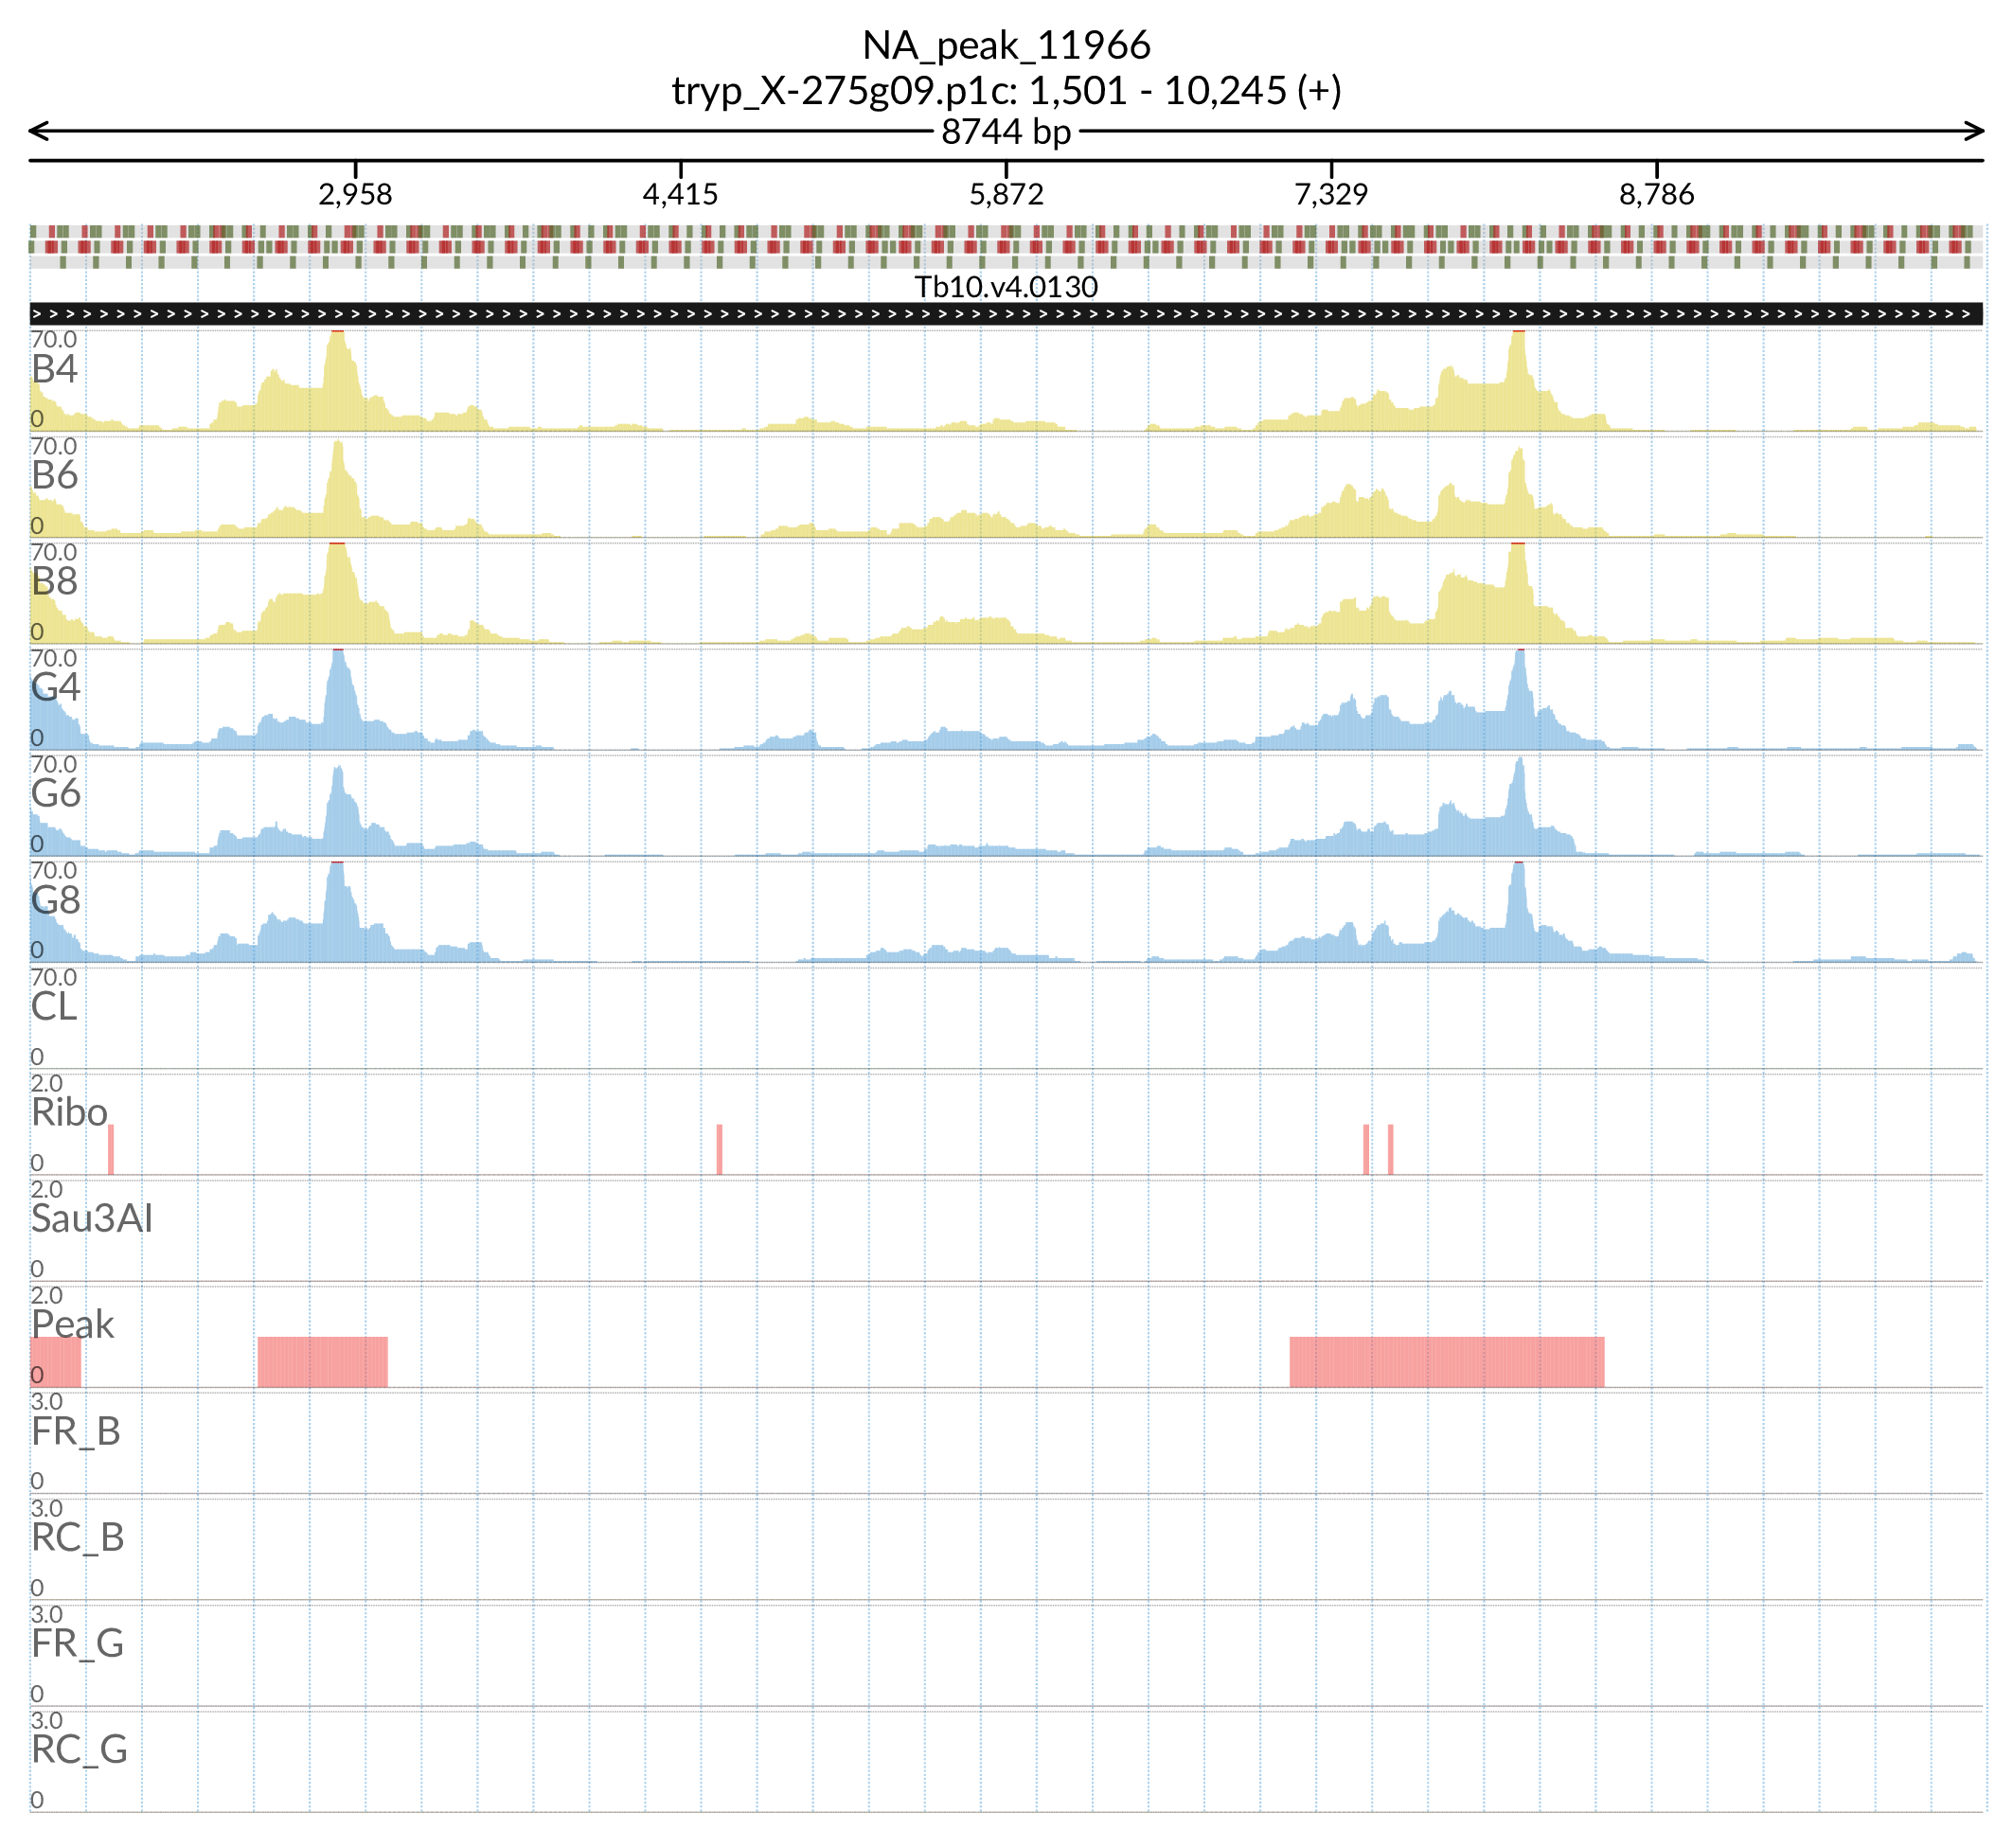 NA_peak_11966
tryp_X-275g09.p1c: 1,501 - 10,245 (+)
8744 bp
2,958 4,415 5,872 7,329 8,786
Tb10.v4.0130
70.0
B4
0
70.0
B6
0
70.0
B8
0
70.0
G4
0
70.0
G6
0
70.0
G8
0
70.0
CL
0
2.0
Ribo
0
2.0
Sau3AI
0
2.0
Peak
0
3.0
FR_B
0
3.0
RC_B
0
3.0
FR_G
0
3.0
RC_G
0